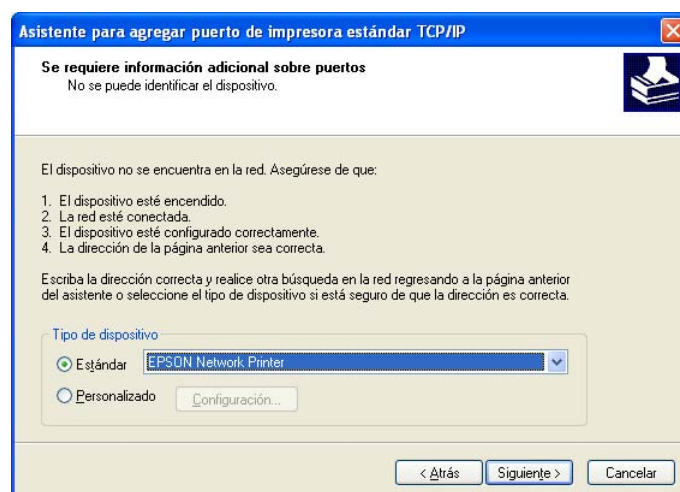 Asistente para agregar puerto de impresora estándar TCP/IP
Se requiere información adicional sobre puertos
No se puede identificar el dispositivo.
El dispositivo no se encuentra en la red. Asegúrese de que:
1. El dispositivo esté encendido.
2. La red esté conectada.
3. El dispositivo esté configurado correctamente.
4. La dirección de la página anterior sea correcta.
Escriba la dirección correcta y realice otra búsqueda en la red regresando a la página anterior
del asistente o seleccione el tipo de dispositivo si está seguro de que la dirección es correcta.
Tipo de dispositivo
Estándar EPSON Network Printer
Personalizado Configuración...
< Atrás Siguiente > Cancelar